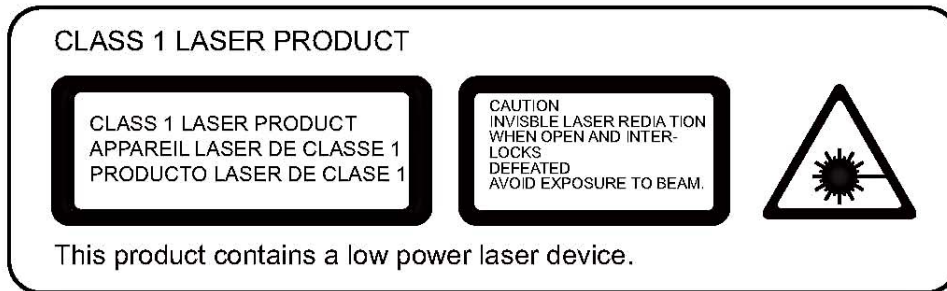 CLASS 1 LASER PRODUCT
CLASS 1 LASER PRODUCT
APPAREIL LASER DE CLASSE 1
PRODUCTO LASER DE CLASE 1
CAUTION
INVISBLE LASER REDIA TION
WHEN OPEN AND INTER-
LOCKS
DEFEATED
AVOID EXPOSURE TO BEAM.
This product contains a low power laser device.